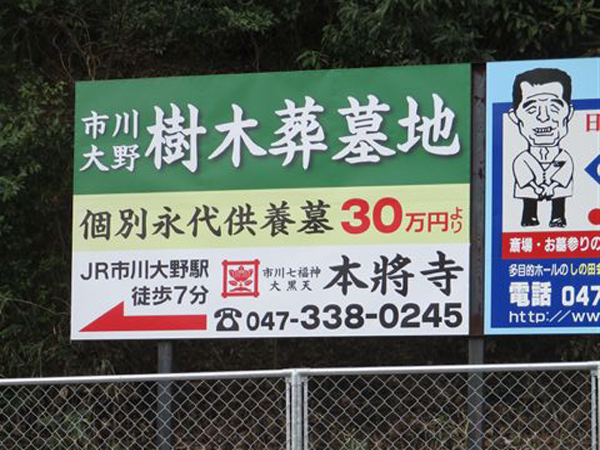 市川大野 樹木葬墓地
個別永代供養墓 30万円より
JR市川大野駅
徒歩7分
市川七福神
大黒天
本將寺
☎047-338-0245
日
斎場・お墓参りの
多目的ホールのしの田会
電話 047
http://ww